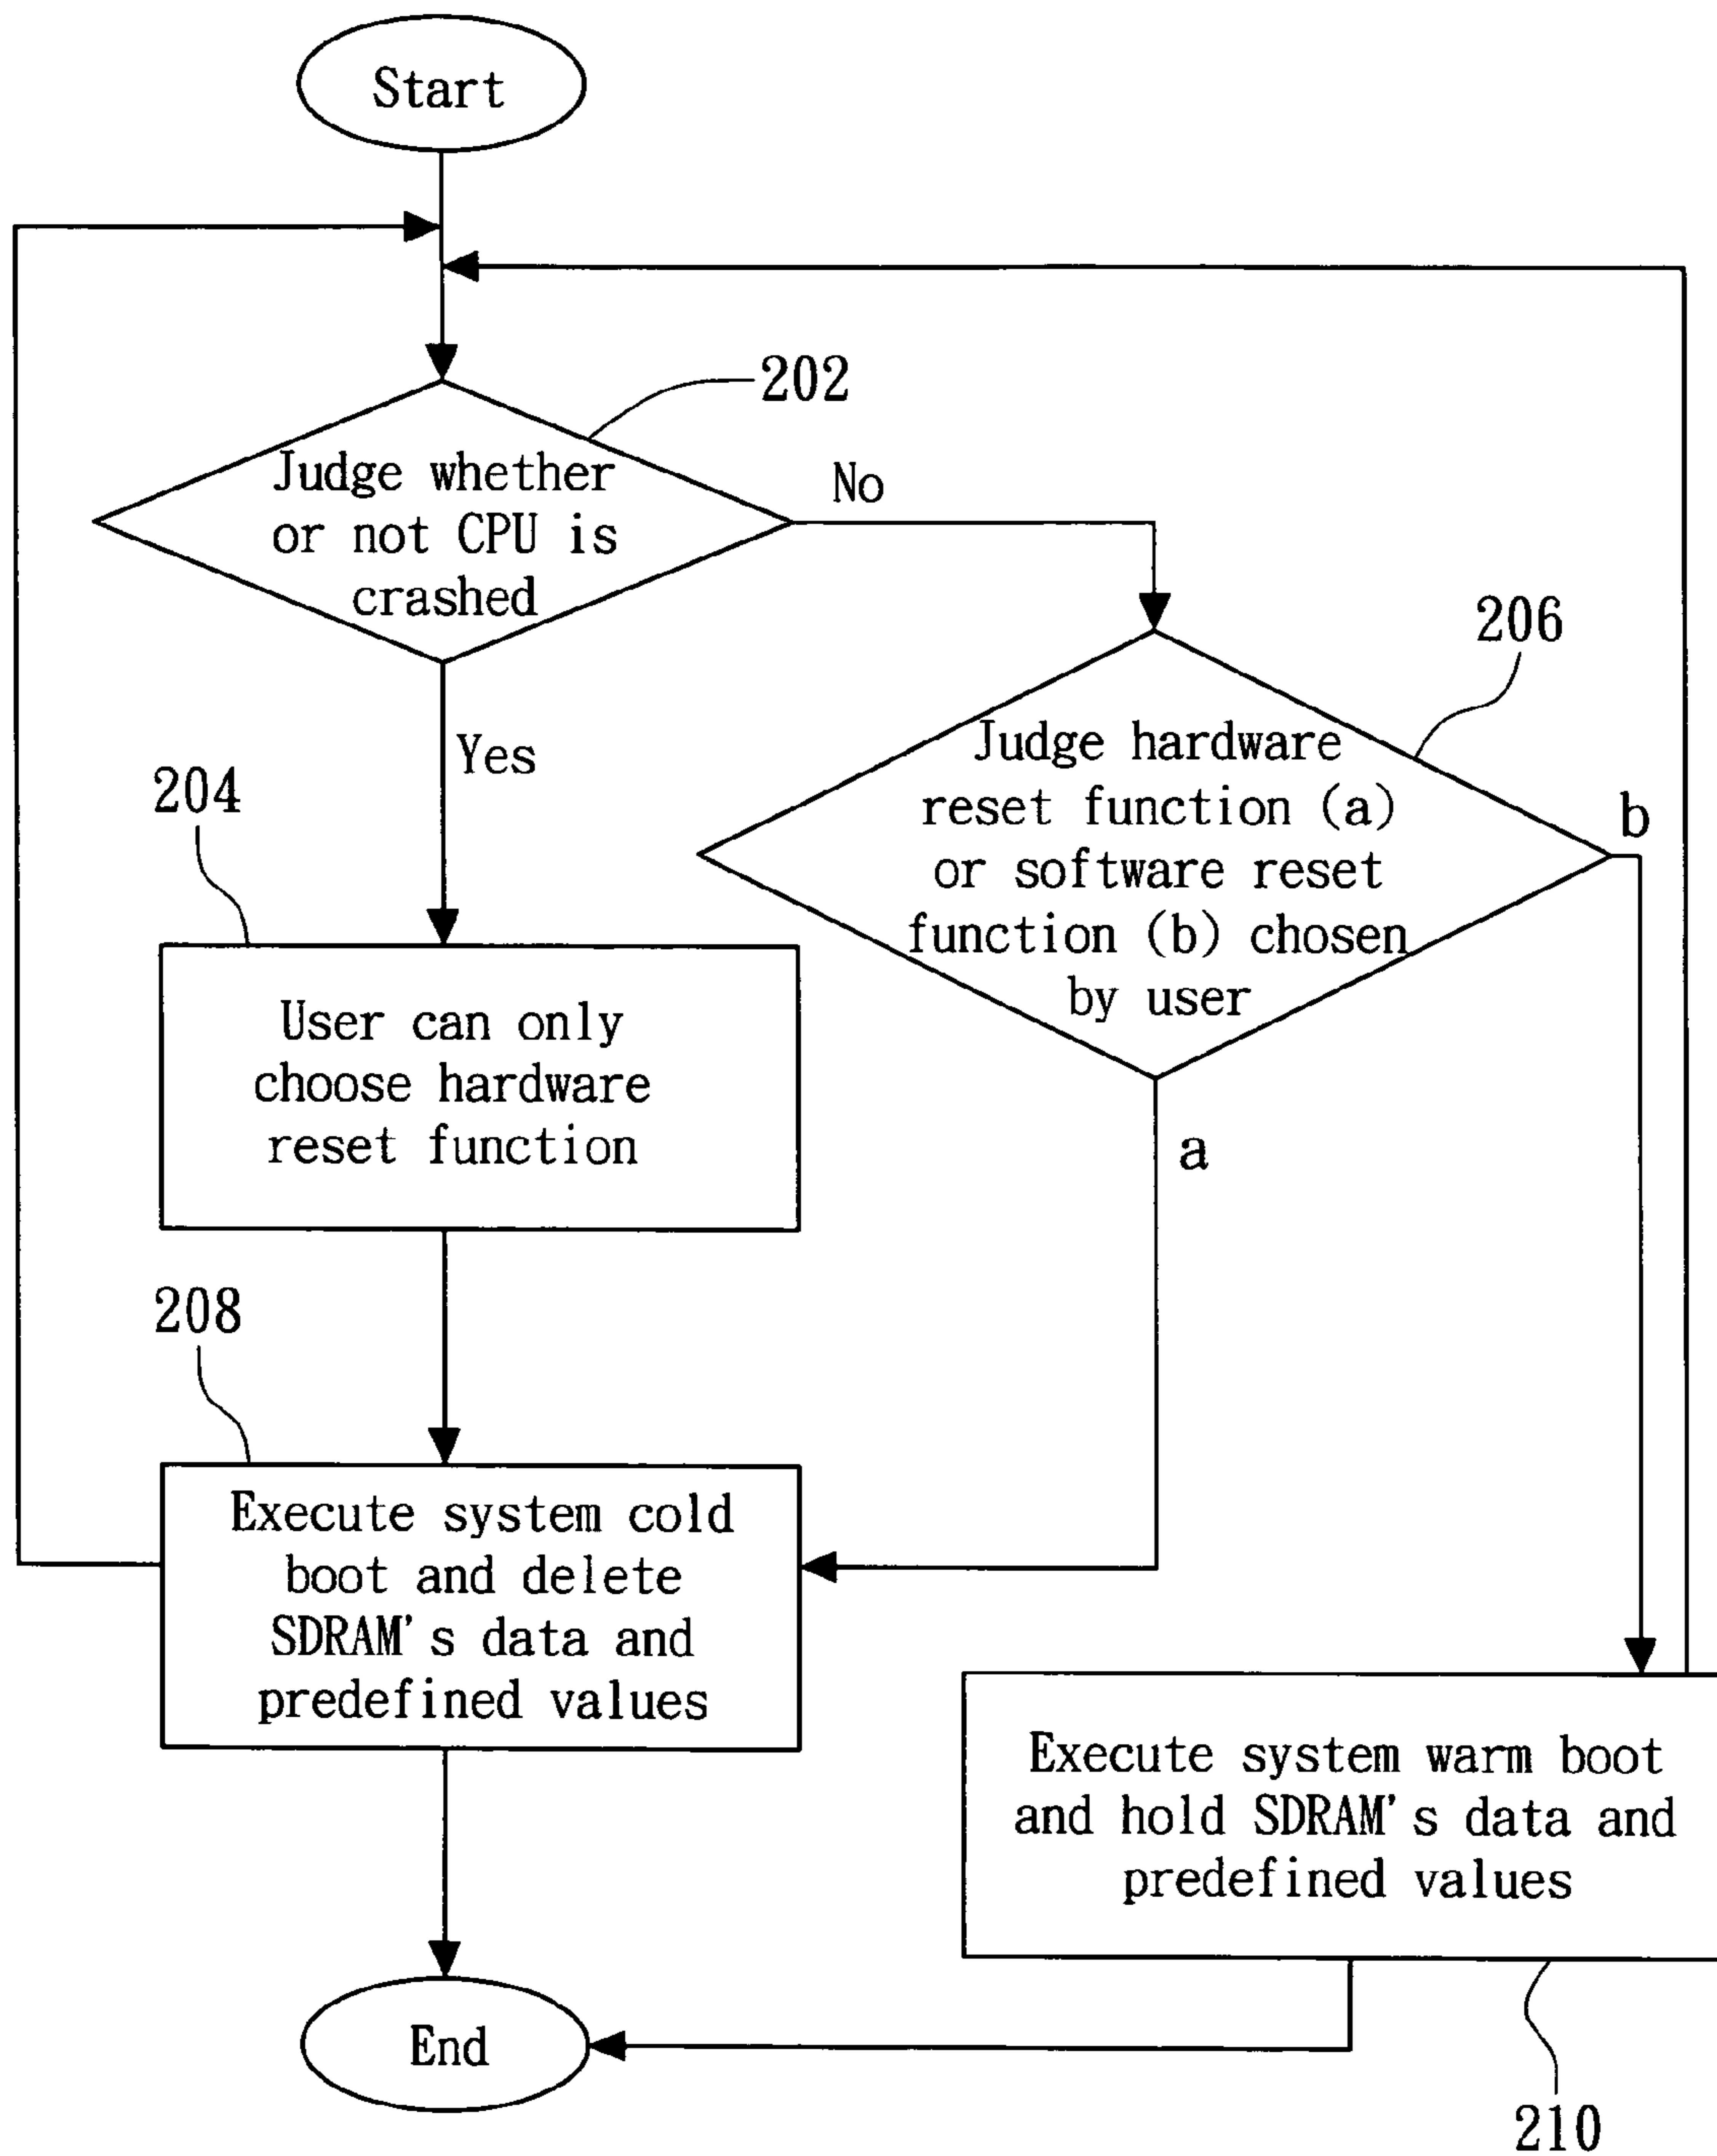 Start
202
Judge whether
or not CPU is
crashed
No
Yes
206
Judge hardware
reset function (a)
or software reset
function (b) chosen
by user
b
a
204
User can only
choose hardware
reset function
208
Execute system cold
boot and delete
SDRAM's data and
predefined values
Execute system warm boot
and hold SDRAM's data and
predefined values
210
End